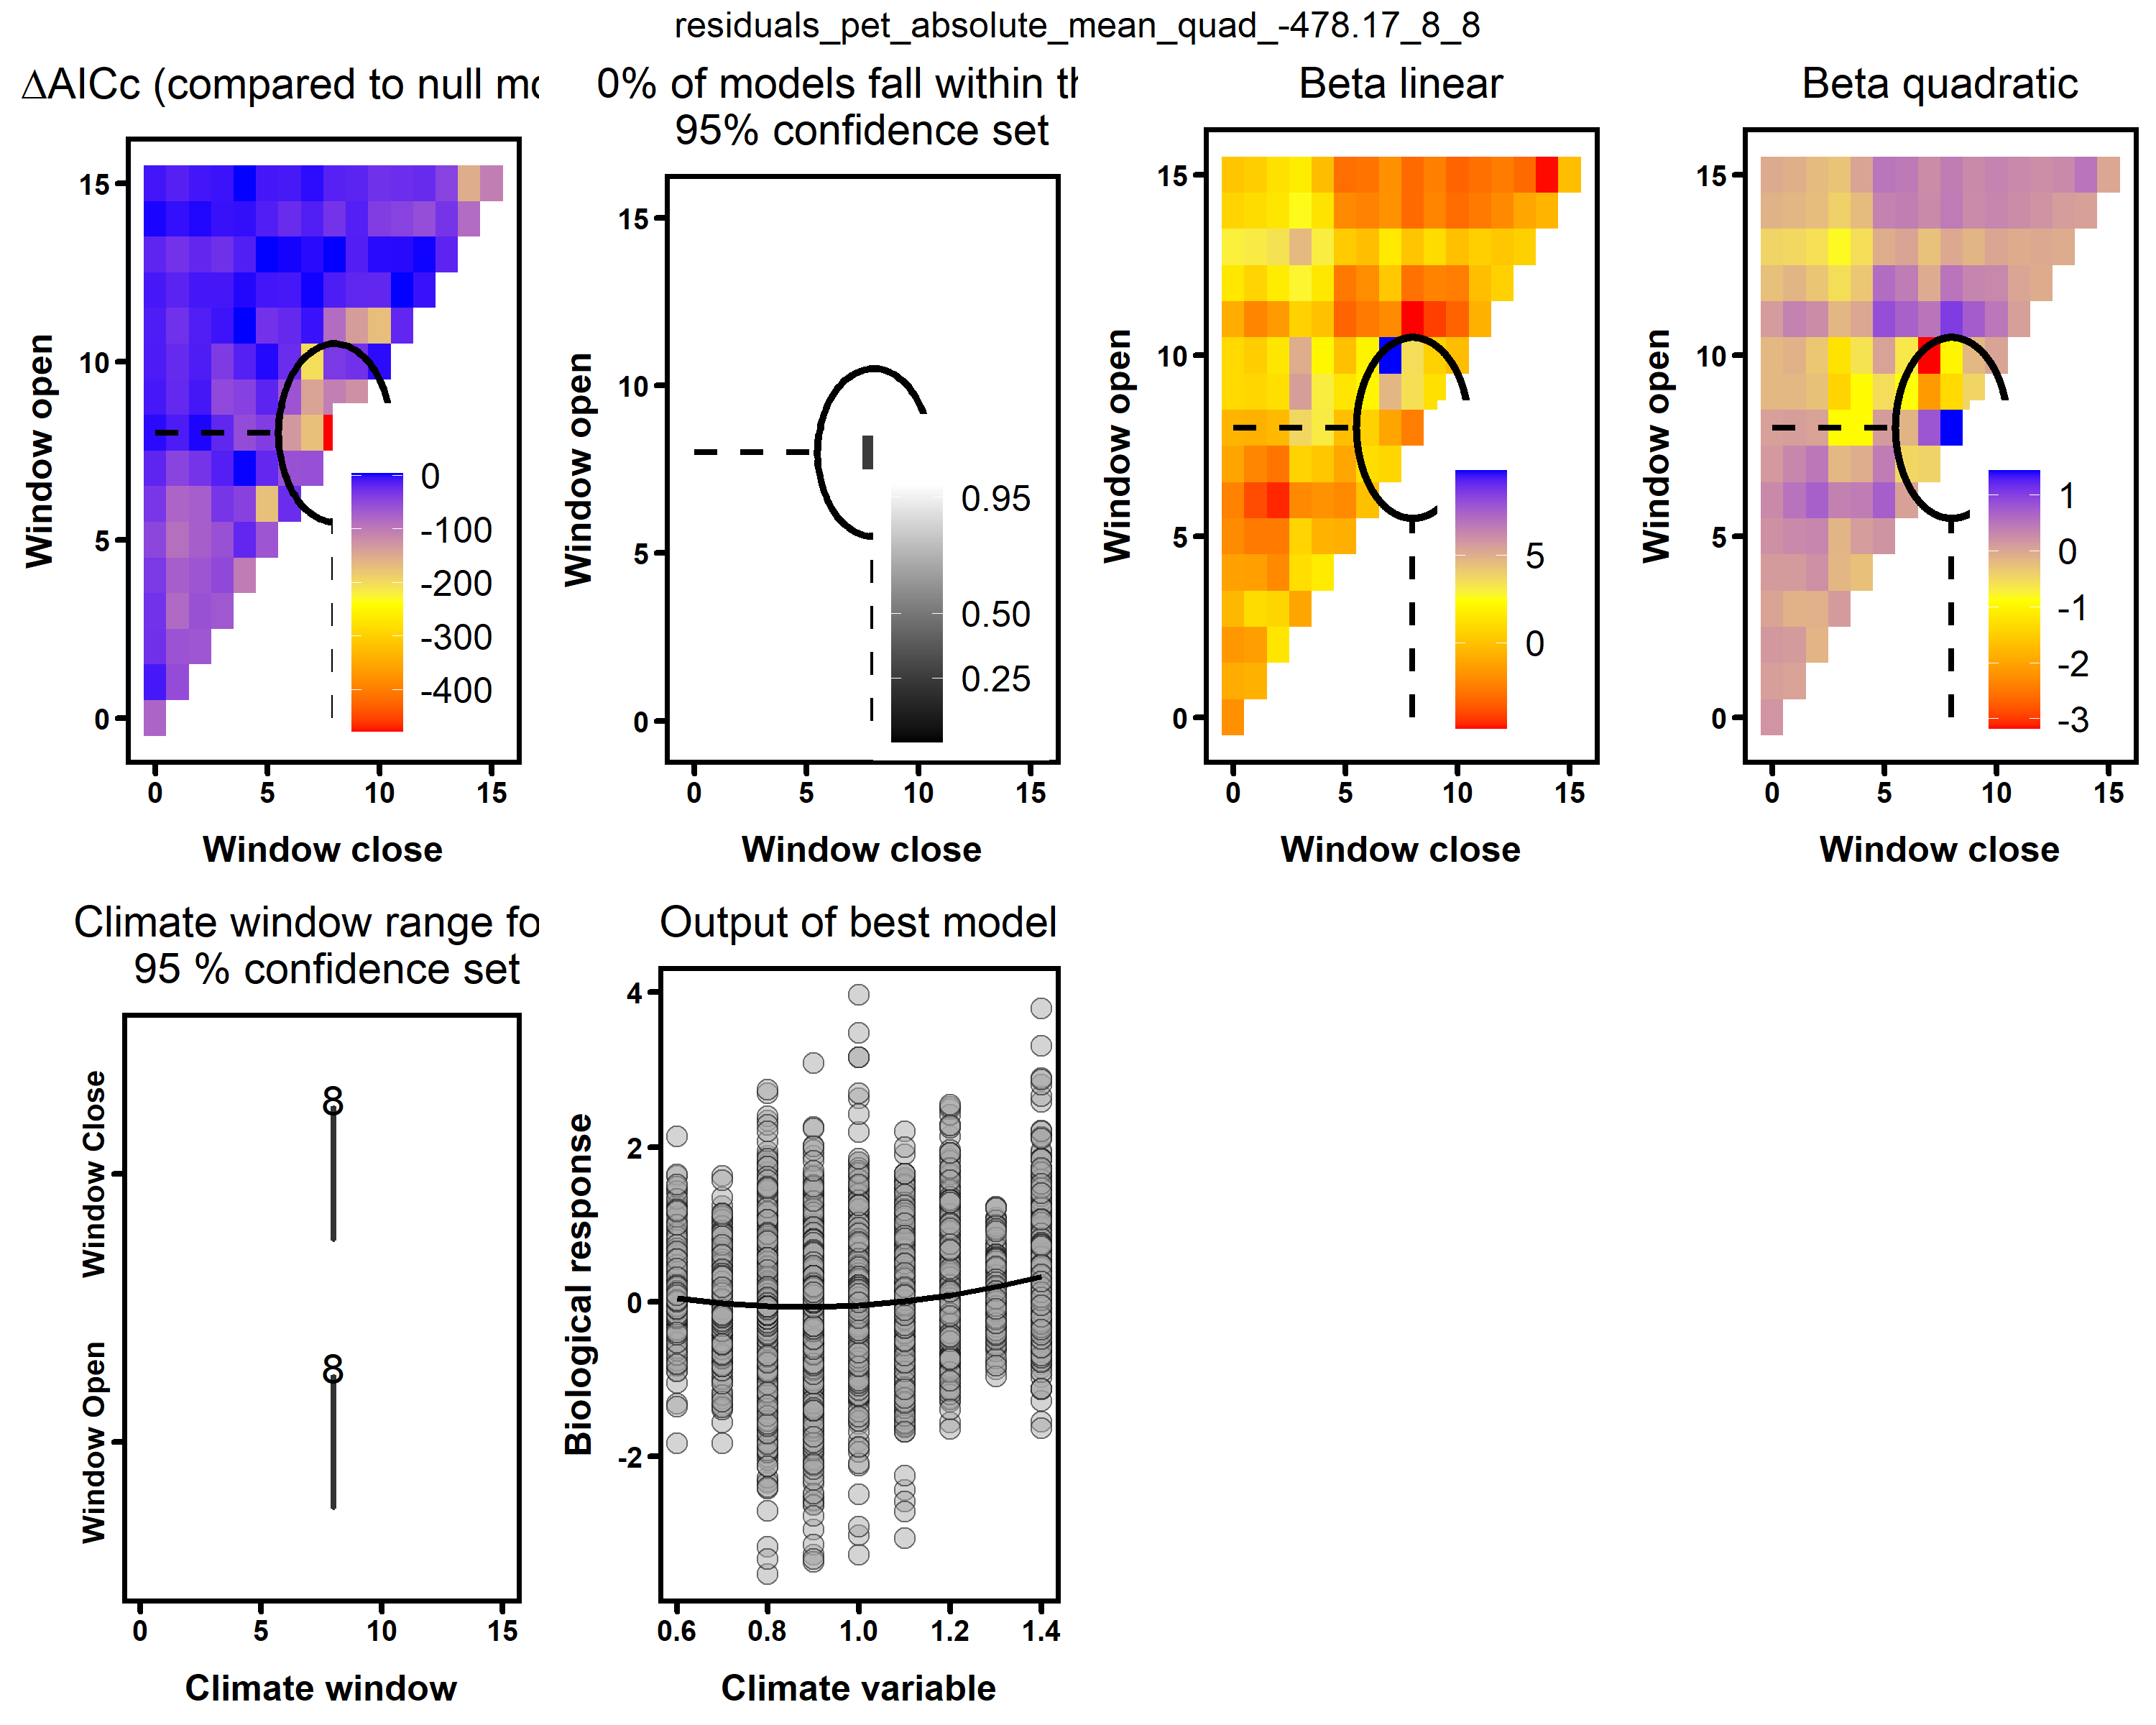 residuals_pet_absolute_mean_quad_-478.17_8_8
ΔAICc (compared to null mo
Window open
15
10
5
0
0
-100
-200
-300
-400
0 5 10 15
Window close
0% of models fall within th
95% confidence set
Window open
15
10
5
0
0.95
0.50
0.25
0 5 10 15
Window close
Beta linear
Window open
15
10
5
0
5
0
0 5 10 15
Window close
Beta quadratic
Window open
15
10
5
0
1
0
-1
-2
-3
0 5 10 15
Window close
Climate window range fo
95 % confidence set
Window Close
8
Window Open
8
0 5 10 15
Climate window
Output of best model
Biological response
4
2
0
-2
0.6 0.8 1.0 1.2 1.4
Climate variable